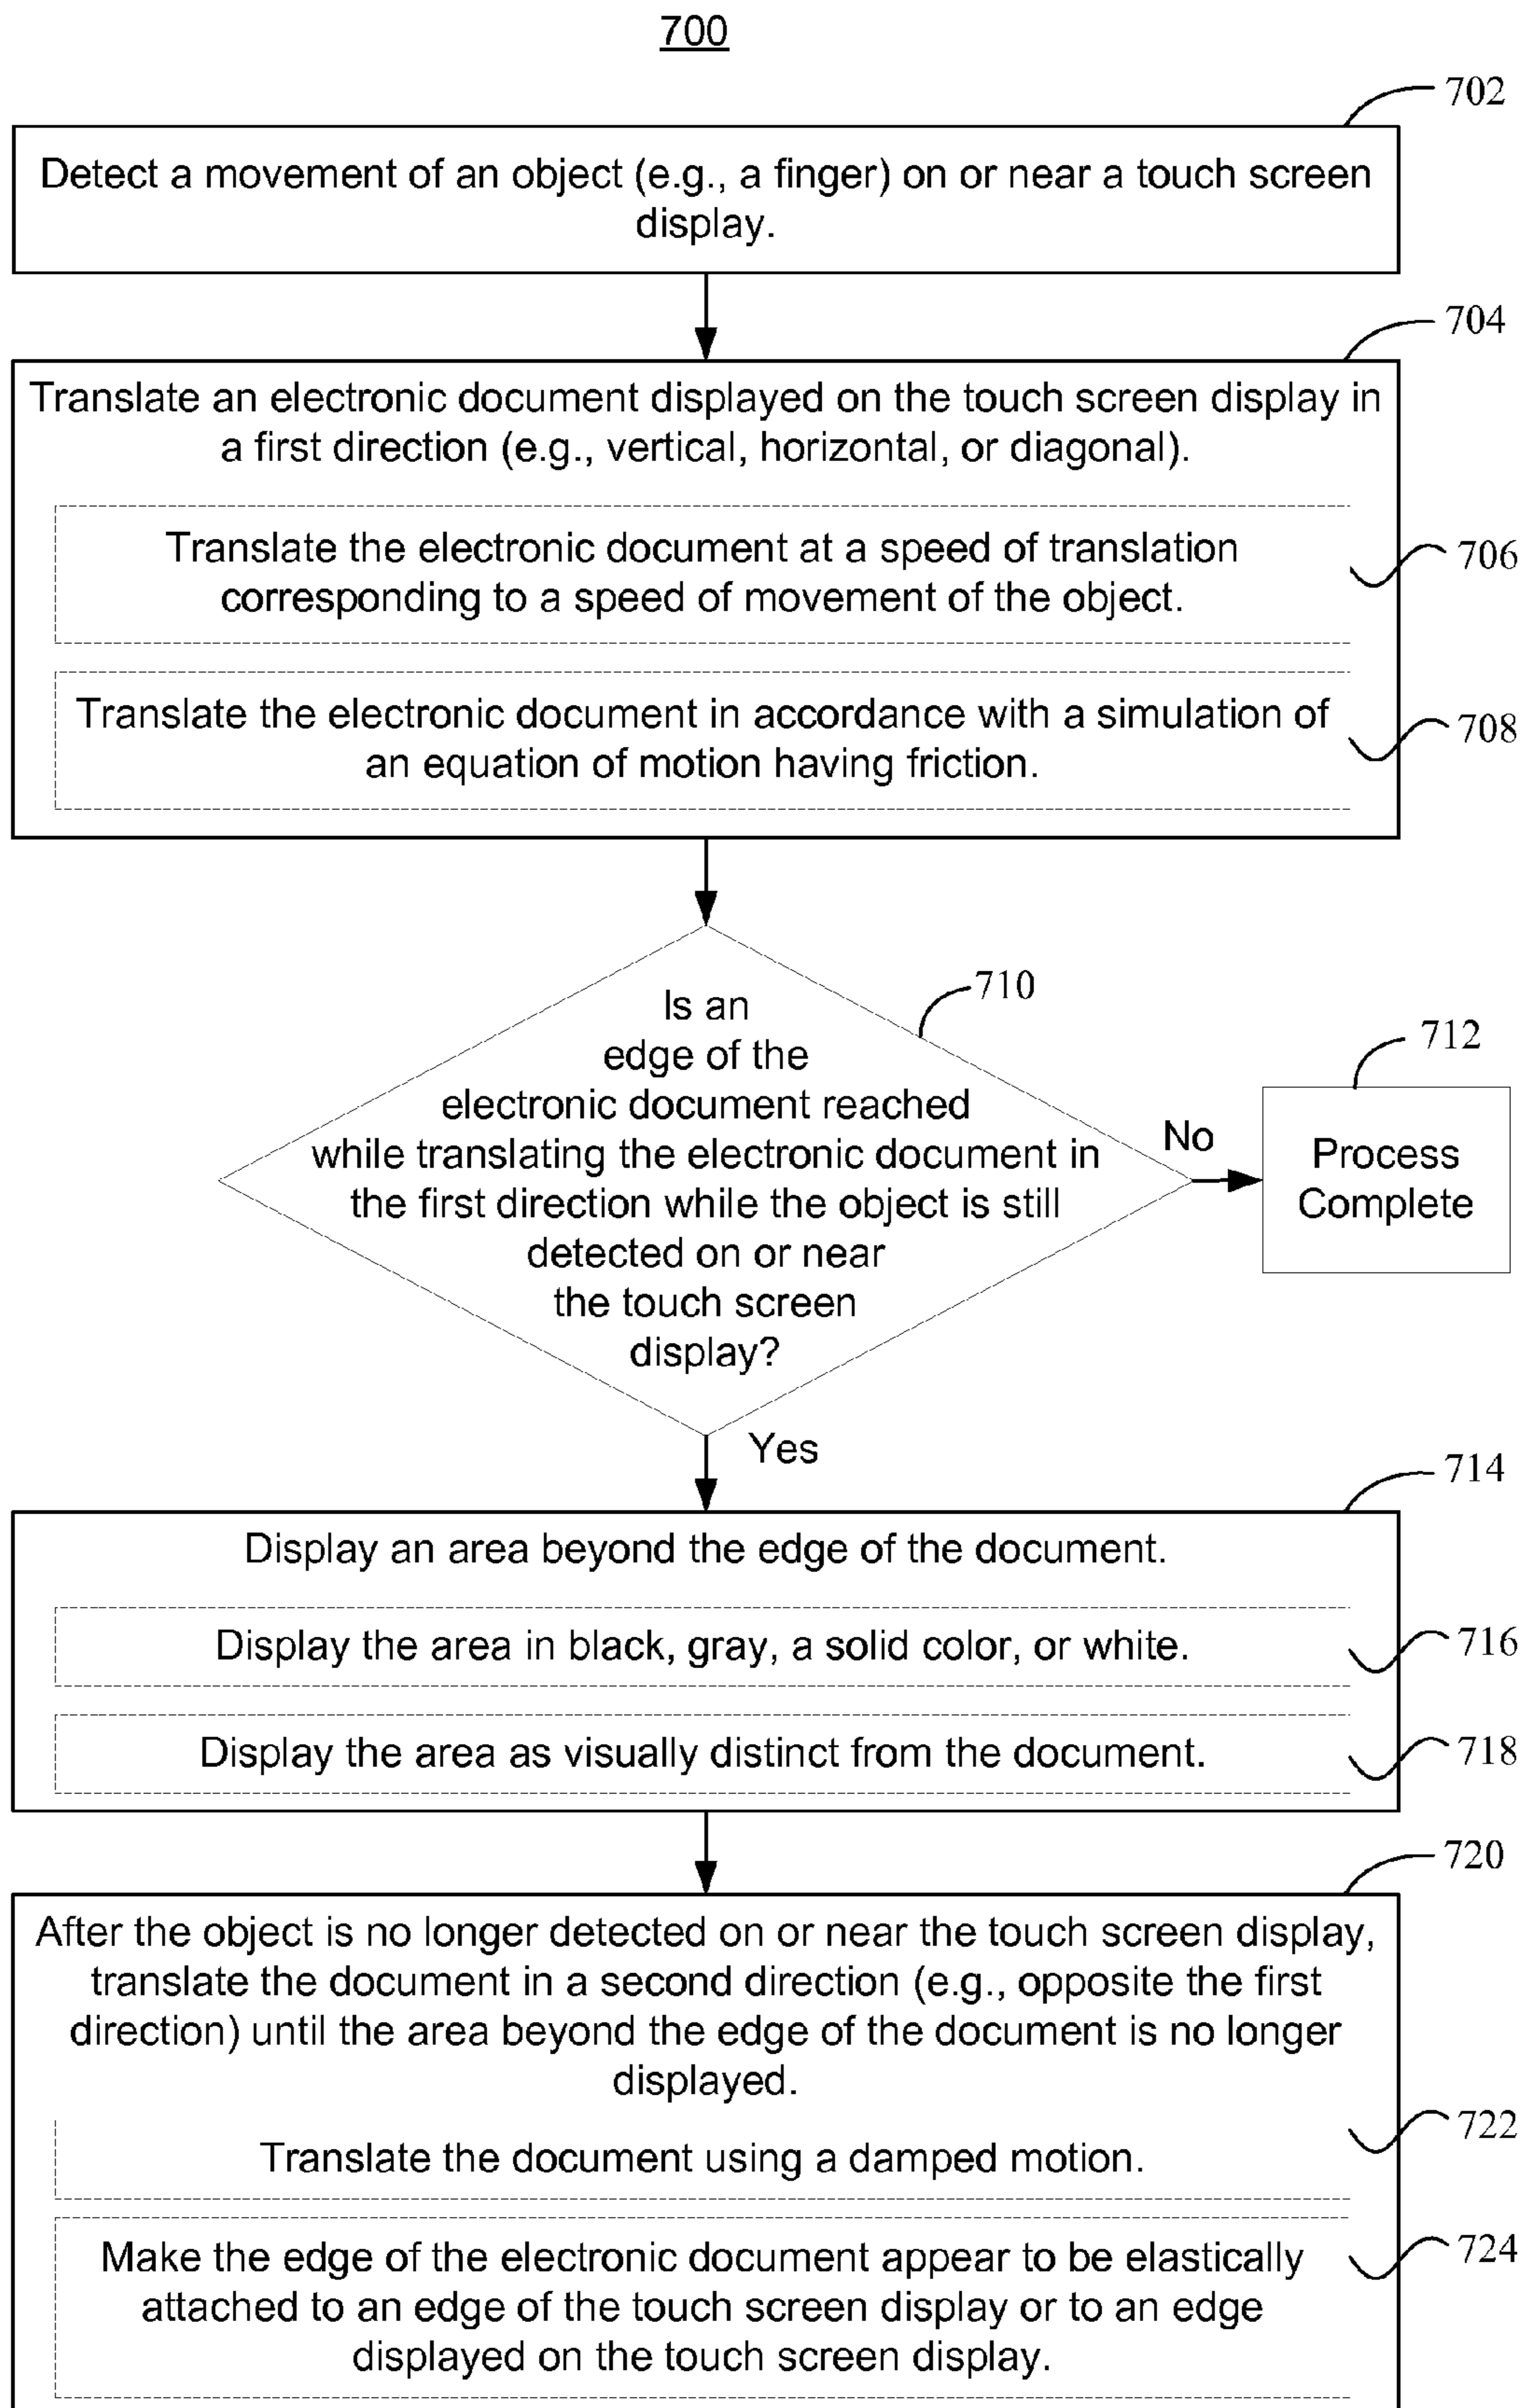 700
702
Detect a movement of an object (e.g., a finger) on or near a touch screen
display.
704
Translate an electronic document displayed on the touch screen display in
a first direction (e.g., vertical, horizontal, or diagonal).
Translate the electronic document at a speed of translation
corresponding to a speed of movement of the object.
706
Translate the electronic document in accordance with a simulation of
an equation of motion having friction.
708
Is an
edge of the
electronic document reached
while translating the electronic document in
the first direction while the object is still
detected on or near
the touch screen
display?
710
No
712
Process
Complete
Yes
714
Display an area beyond the edge of the document.
Display the area in black, gray, a solid color, or white.
716
Display the area as visually distinct from the document.
718
720
After the object is no longer detected on or near the touch screen display,
translate the document in a second direction (e.g., opposite the first
direction) until the area beyond the edge of the document is no longer
displayed.
Translate the document using a damped motion.
722
Make the edge of the electronic document appear to be elastically
attached to an edge of the touch screen display or to an edge
displayed on the touch screen display.
724